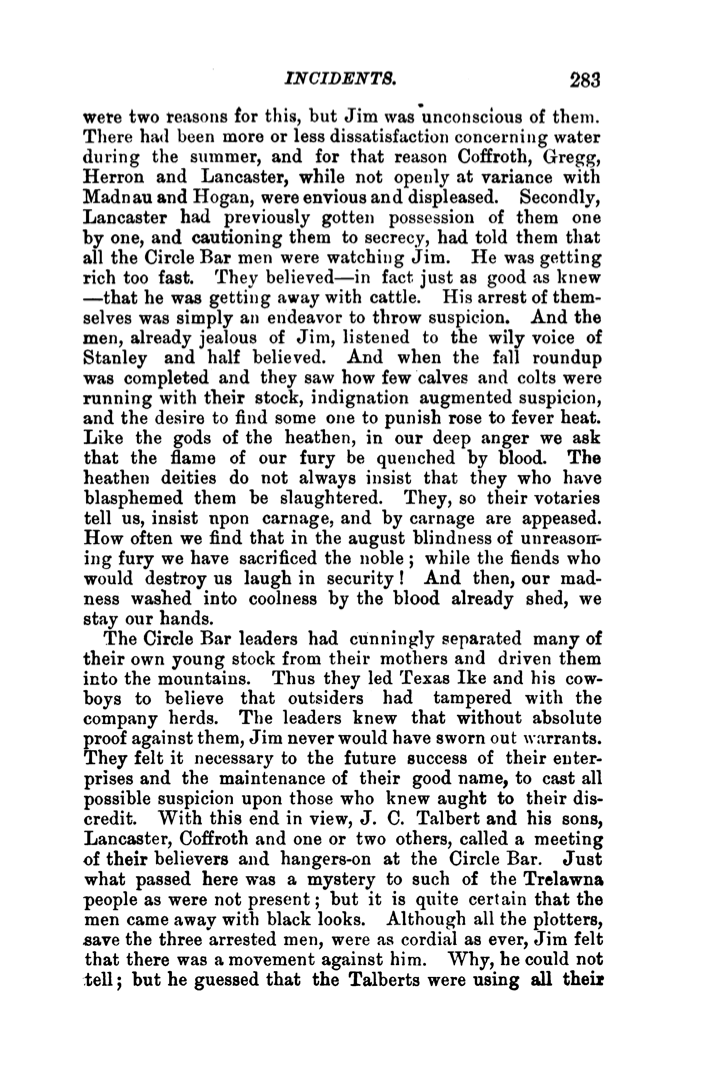 INCIDENTS. 283
were two reasons for this, but Jim was unconscious of them.
There had been more or less dissatisfaction concerning water
during the summer, and for that reason Coffroth, Gregg,
Herron and Lancaster, while not openly at variance with
Madnau and Hogan, were envious and displeased. Secondly,
Lancaster had previously gotten possession of them one
by one, and cautioning them to secrecy, had told them that
all the Circle Bar men were watching Jim. He was getting
rich too fast. They believed—in fact just as good as knew
—that he was getting away with cattle. His arrest of them-
selves was simply an endeavor to throw suspicion. And the
men, already jealous of Jim, listened to the wily voice of
Stanley and half believed. And when the fall roundup
was completed and they saw how few calves and colts were
running with their stock, indignation augmented suspicion,
and the desire to find some one to punish rose to fever heat.
Like the gods of the heathen, in our deep anger we ask
that the flame of our fury be quenched by blood. The
heathen deities do not always insist that they who have
blasphemed them be slaughtered. They, so their votaries
tell us, insist npon carnage, and by carnage are appeased.
How often we find that in the august blindness of unreason-
ing fury we have sacrificed the noble; while the fiends who
would destroy us laugh in security! And then, our mad-
ness washed into coolness by the blood already shed, we
stay our hands.
The Circle Bar leaders had cunningly separated many of
their own young stock from their mothers and driven them
into the mountains. Thus they led Texas Ike and his cow-
boys to believe that outsiders had tampered with the
company herds. The leaders knew that without absolute
proof against them, Jim never would have sworn out warrants.
They felt it necessary to the future success of their enter-
prises and the maintenance of their good name, to cast all
possible suspicion upon those who knew aught to their dis-
credit. With this end in view, J. C. Talbert and his sons,
Lancaster, Coffroth and one or two others, called a meeting
of their believers and hangers-on at the Circle Bar. Just
what passed here was a mystery to such of the Trelawna
people as were not present; but it is quite certain that the
men came away with black looks. Although all the plotters,
save the three arrested men, were as cordial as ever, Jim felt
that there was a movement against him. Why, he could not
tell; but he guessed that the Talberts were using all their